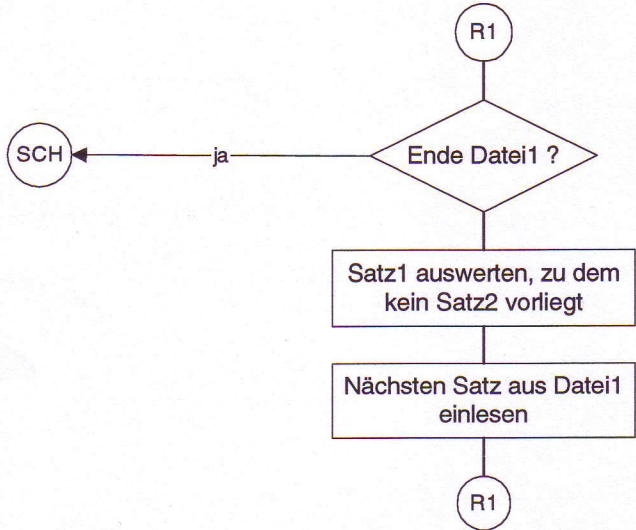 R1
SCH
ja
Ende Datei1 ?
Satz1 auswerten, zu dem
kein Satz2 vorliegt
Nächsten Satz aus Datei1
einlesen
R1